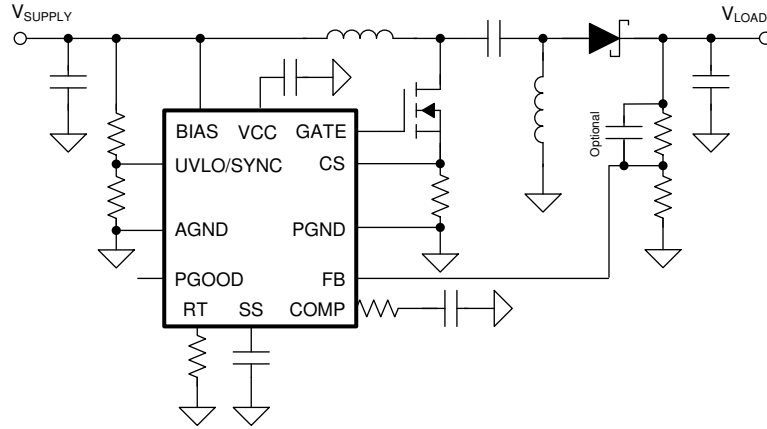 VSUPPLY
VLOAD
BIAS VCC GATE
UVLO/SYNC CS
Optional
AGND PGND
PGOOD FB
RT SS COMP